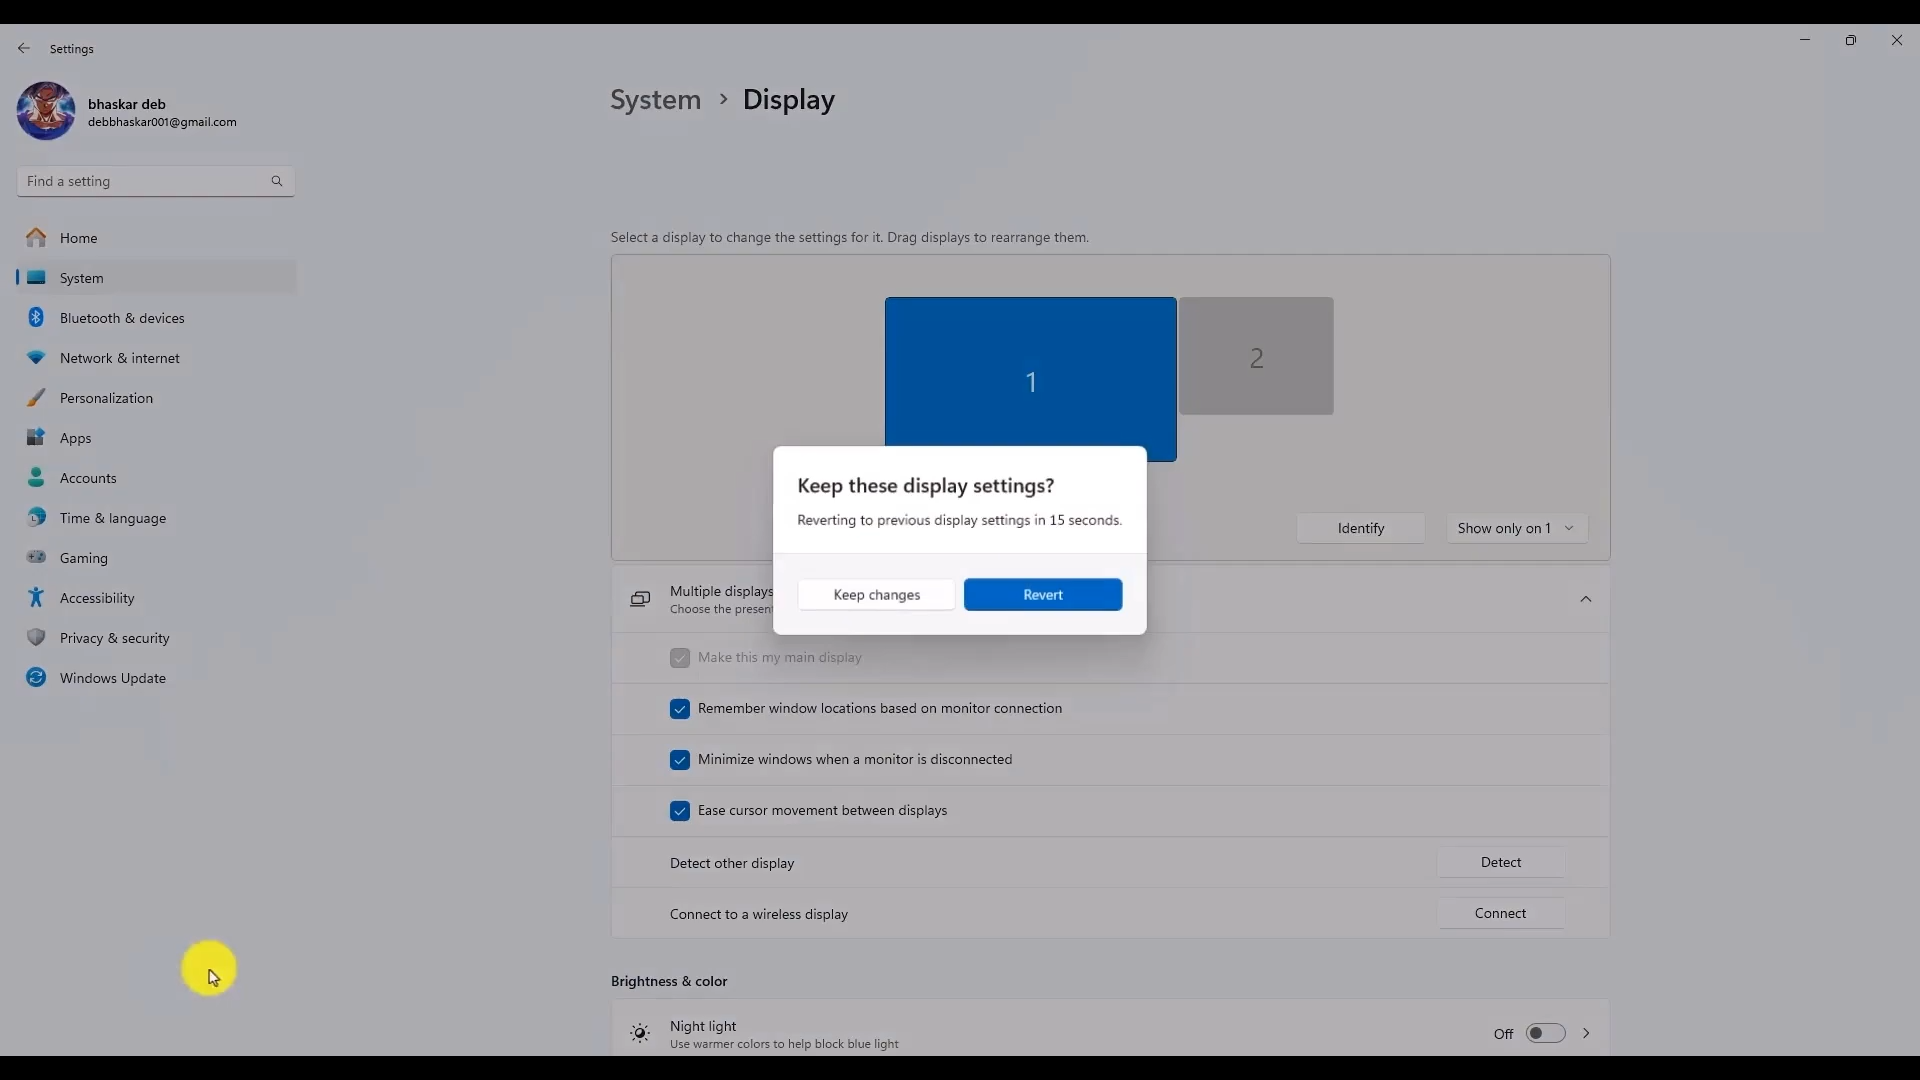 Settings
bhaskar deb
debbhaskar001@gmail.com
Find a setting
Home
System
Bluetooth & devices
Network & internet
Personalization
Apps
Accounts
Time & language
Gaming
Accessibility
Privacy & security
Windows Update
System > Display
Select a display to change the settings for it. Drag displays to rearrange them.
1
2
Identify
Show only on 1
Keep these display settings?
Reverting to previous display settings in 15 seconds.
Keep changes
Revert
Multiple displays
Choose the presen
Make this my main display
Remember window locations based on monitor connection
Minimize windows when a monitor is disconnected
Ease cursor movement between displays
Detect other display
Detect
Connect to a wireless display
Connect
Brightness & color
Night light
Use warmer colors to help block blue light
Off